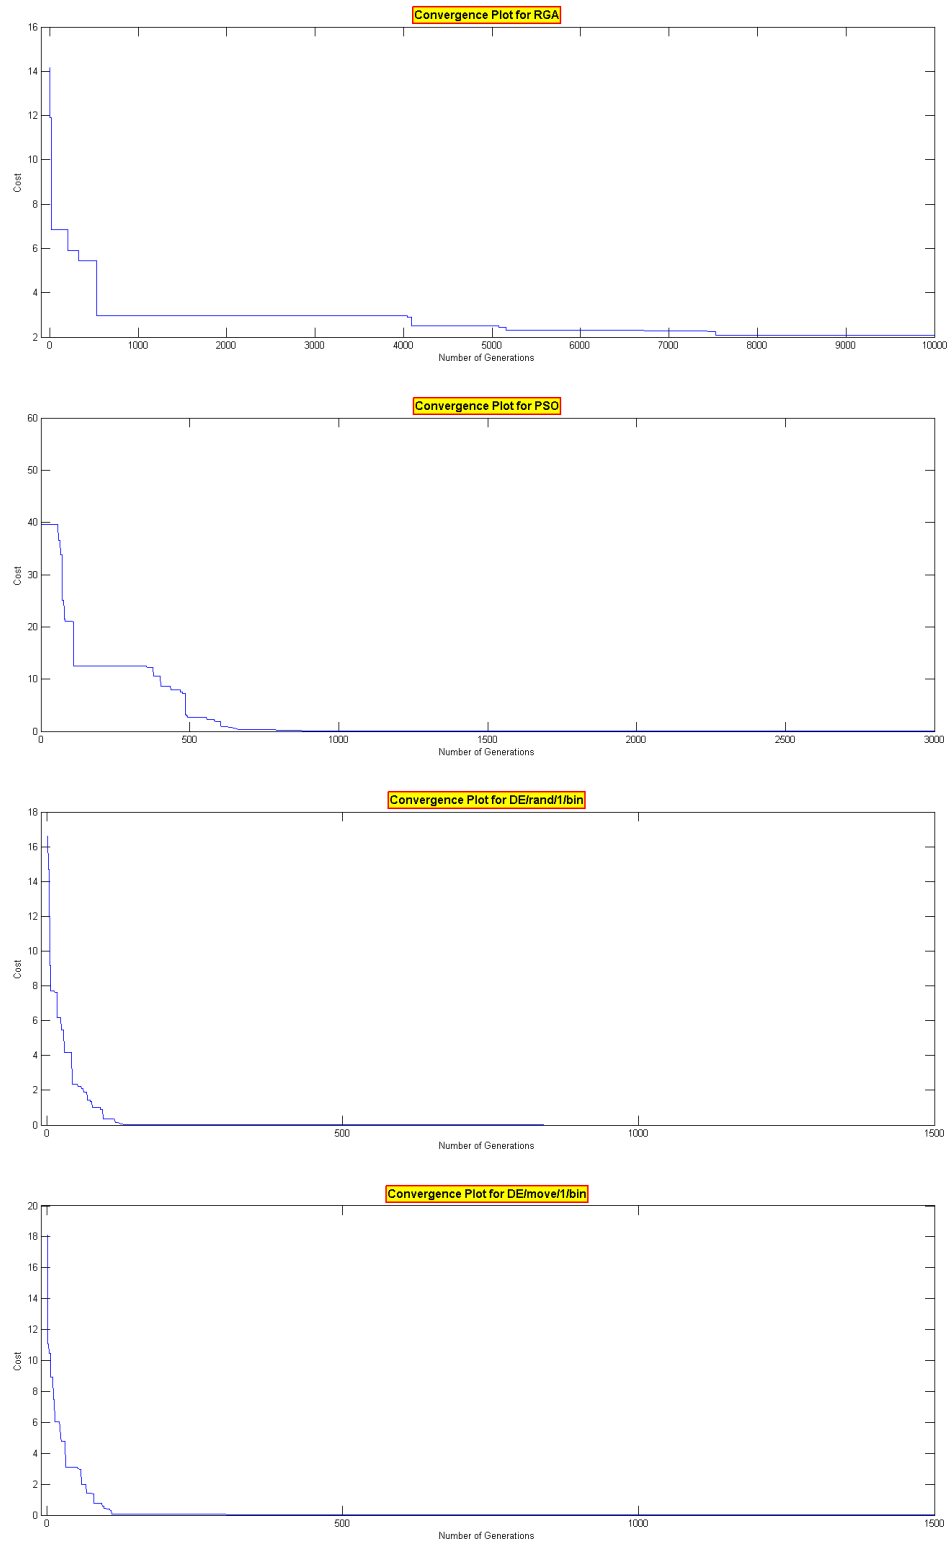 Convergence Plot for RGA
16
14
12
10
8
6
4
2
Cost
0 1000 2000 3000 4000 5000 6000 7000 8000 9000 10000
Number of Generations
Convergence Plot for PSO
60
50
40
30
20
10
0
Cost
0 500 1000 1500 2000 2500 3000
Number of Generations
Convergence Plot for DE/rand/1/bin
18
16
14
12
10
8
6
4
2
0
Cost
0 500 1000 1500
Number of Generations
Convergence Plot for DE/move/1/bin
20
18
16
14
12
10
8
6
4
2
0
Cost
0 500 1000 1500
Number of Generations